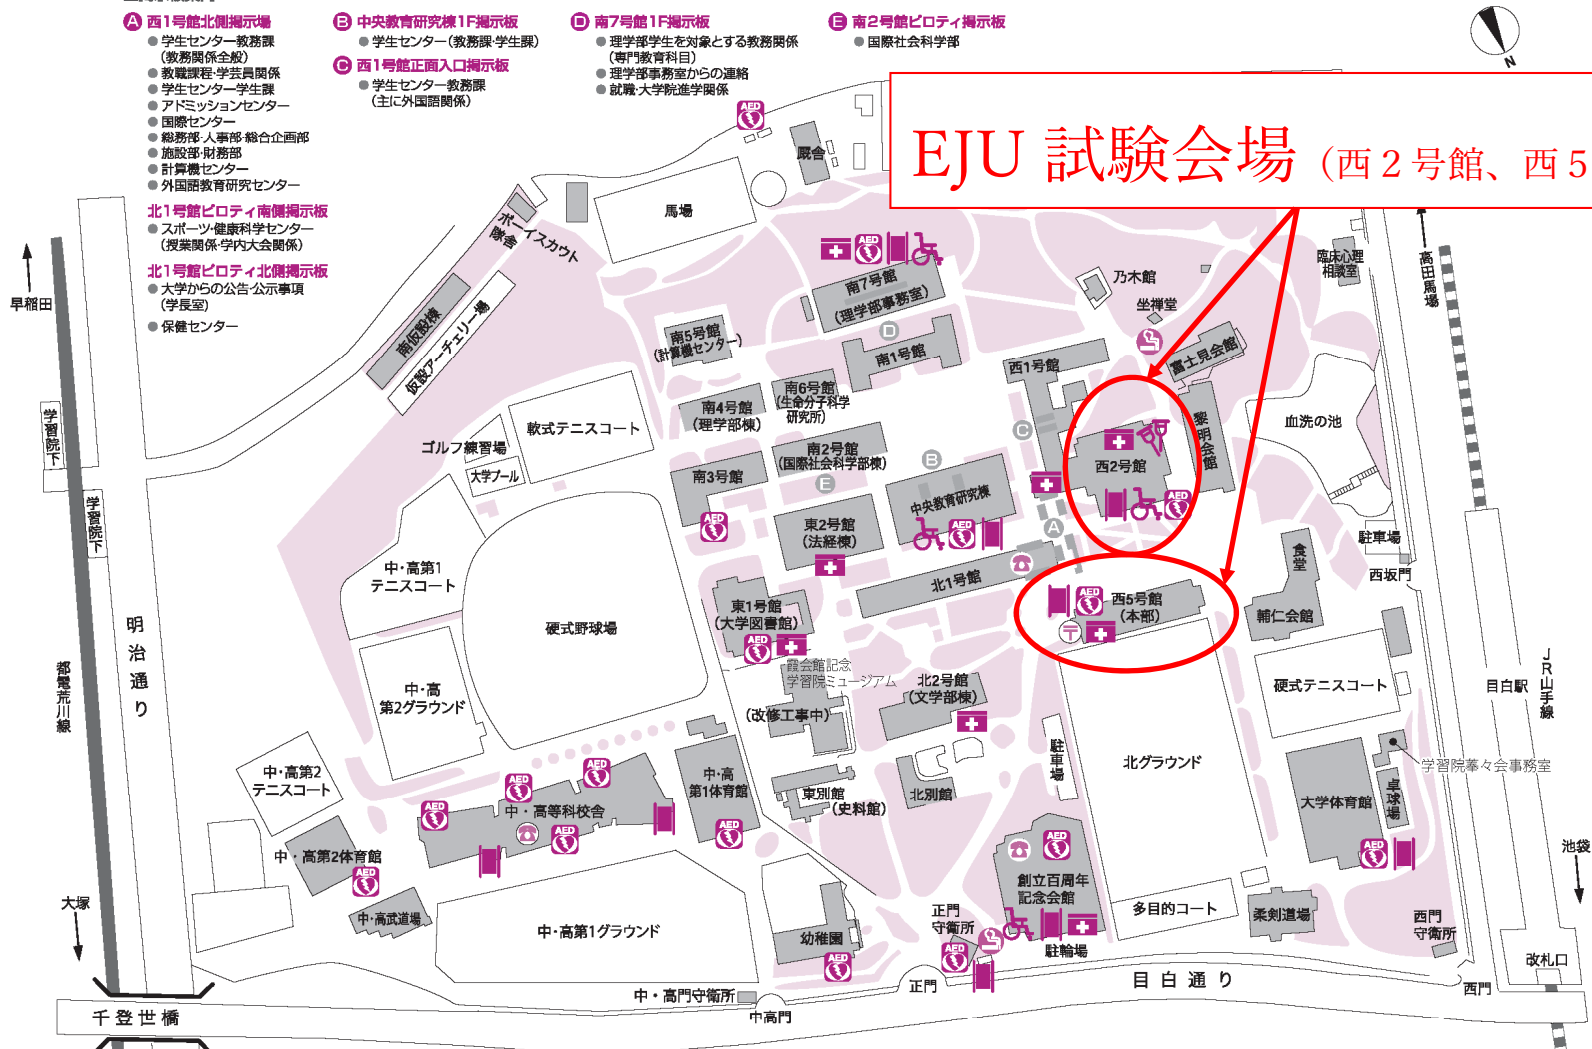 A 西1号館北側掲示場
学生センター教務課
(教務関係全般)
教職課程・学芸員関係
学生センター学生課
アドミッションセンター
国際センター
総務部・人事部・総合企画部
施設部・財務部
計算機センター
外国語教育研究センター
北1号館ピロティ南側掲示板
スポーツ・健康科学センター
(授業関係・学内大会関係)
北1号館ピロティ北側掲示板
大学からの公告・公示事項
(学長室)
保健センター
B 中央教育研究棟1F掲示板
学生センター(教務課・学生課)
C 西1号館正面入口掲示板
学生センター教務課
(主に外国語関係)
D 南7号館1F掲示板
理学部学生を対象とする教務関係
(専門教育科目)
理学部事務室からの連絡
就職・大学院進学関係
E 南2号館ピロティ掲示板
国際社会科学部
N
EJU 試験会場(西2号館、西5
AED
厩舎
馬場
ボーイスカウト
隊舎
早稲田
南仮設棟
仮設アーチェリー場
AED
南7号館
(理学部事務室)
D
南1号館
南5号館
(計算機センター)
乃木館
坐禅堂
臨床心理
相談室
高田馬場
富士見会館
西1号館
南6号館
(生命分子科学
研究所)
南4号館
(理学部棟)
学習院下
軟式テニスコート
ゴルフ練習場
大学プール
南2号館
(国際社会科学部棟)
E
南3号館
B
C
黎明会館
血洗の池
西2号館
AED
中央教育研究棟
AED
学習院下
AED
東2号館
(法経棟)
A
駐車場
食堂
西坂門
中・高第1
テニスコート
北1号館
AED
西5号館
(本部)
輔仁会館
東1号館
(大学図書館)
AED
硬式野球場
明治通り
都電荒川線
霞会館記念
学習院ミュージアム
(改修工事中)
北2号館
(文学部棟)
中・高
第2グラウンド
硬式テニスコート
目白駅
JR山手線
駐車場
北グラウンド
学習院蓁々会事務室
中・高第2
テニスコート
AED
AED
AED
AED
中・高等科校舎
中・高
第1体育館
AED
東別館
(史料館)
北別館
大学体育館
卓球場
AED
池袋
中・高第2体育館
AED
AED
創立百周年
記念会館
大塚
中・高武道場
中・高第1グラウンド
幼稚園
AED
正門
守衛所
AED
駐輪場
多目的コート
柔剣道場
西門
守衛所
改札口
中・高門守衛所
正門
目白通り
西門
千登世橋
中高門